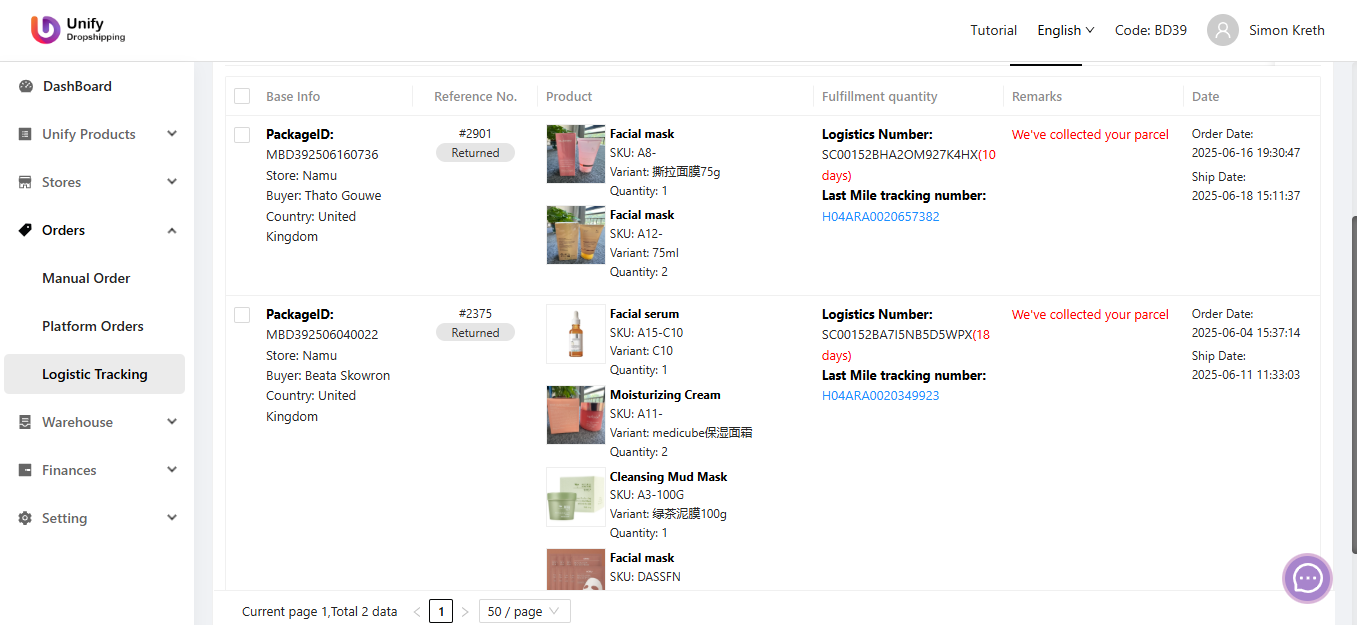 Unify
Dropshipping
Tutorial
English
Code: BD39
Simon Kreth
DashBoard
Unify Products
Stores
Orders
Manual Order
Platform Orders
Logistic Tracking
Warehouse
Finances
Setting
Base Info
Reference No.
Product
Fulfillment quantity
Remarks
Date
PackageID:
MBD392506160736
Store: Namu
Buyer: Thato Gouwe
Country: United
Kingdom
#2901
Returned
Facial mask
SKU: A8-
Variant: 撕拉面膜75g
Quantity: 1
Facial mask
SKU: A12-
Variant: 75ml
Quantity: 2
Logistics Number:
SC00152BHA2OM927K4HX(10
days)
Last Mile tracking number:
H04ARA0020657382
We've collected your parcel
Order Date:
2025-06-16 19:30:47
Ship Date:
2025-06-18 15:11:37
PackageID:
MBD392506040022
Store: Namu
Buyer: Beata Skowron
Country: United
Kingdom
#2375
Returned
Facial serum
SKU: A15-C10
Variant: C10
Quantity: 1
Moisturizing Cream
SKU: A11-
Variant: medicube保湿面霜
Quantity: 2
Cleansing Mud Mask
SKU: A3-100G
Variant: 绿茶泥膜100g
Quantity: 1
Facial mask
SKU: DASSFN
Logistics Number:
SC00152BA7I5NB5D5WPX(18
days)
Last Mile tracking number:
H04ARA0020349923
We've collected your parcel
Order Date:
2025-06-04 15:37:14
Ship Date:
2025-06-11 11:33:03
Current page 1,Total 2 data
1
50 / page